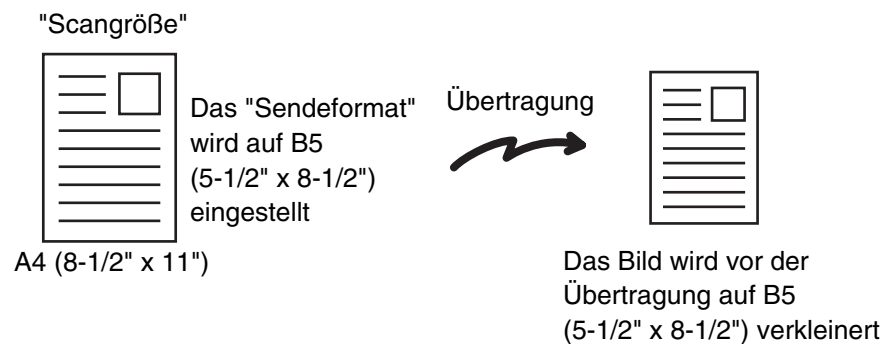 "Scangröße"
Das "Sendeformat"
wird auf B5
(5-1/2" x 8-1/2")
eingestellt
A4 (8-1/2" x 11")
Übertragung
Das Bild wird vor der
Übertragung auf B5
(5-1/2" x 8-1/2") verkleinert